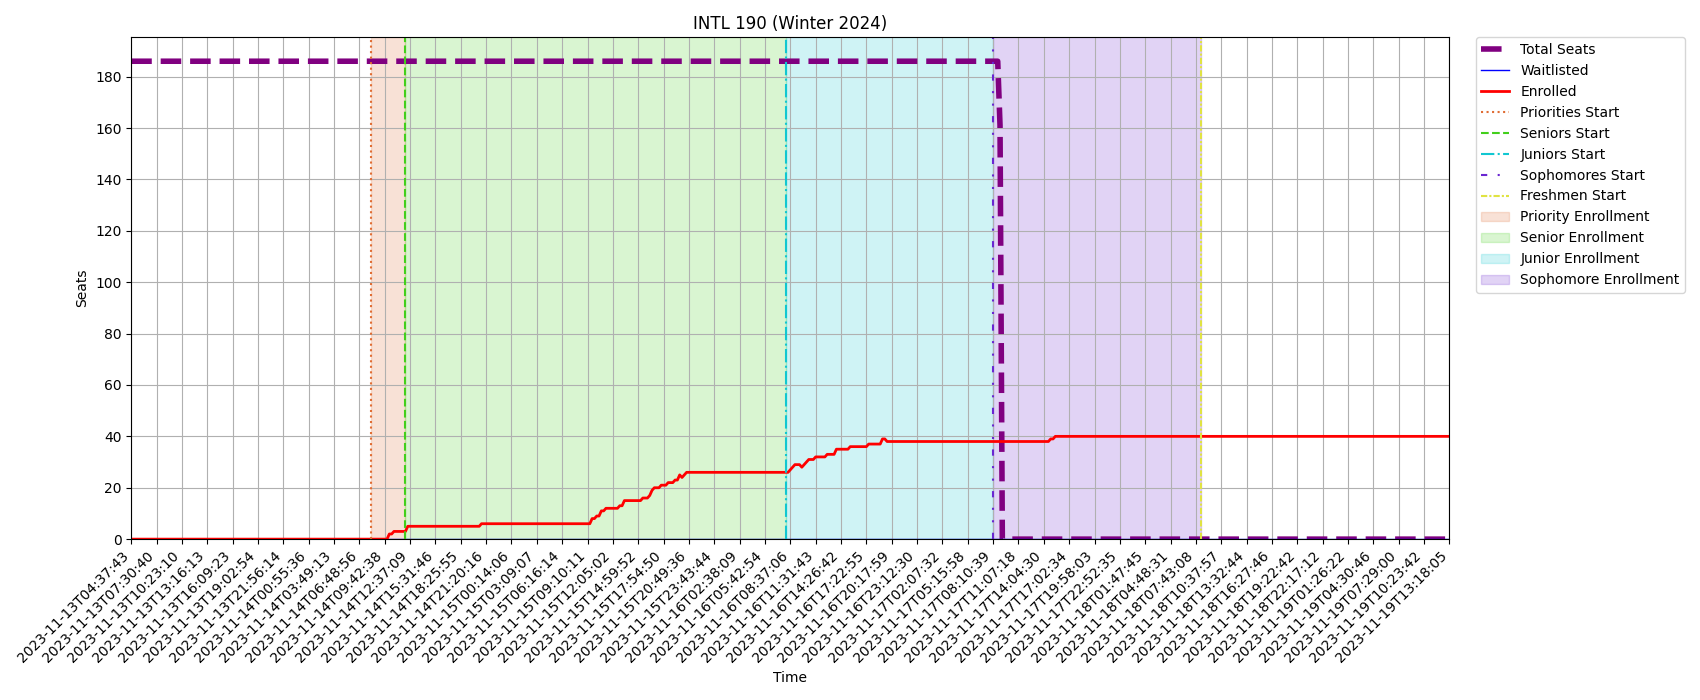 INTL 190 (Winter 2024)
Seats
180
160
140
120
100
80
60
40
20
0
2023-11-13T04:37:43
2023-11-13T07:30:40
2023-11-13T10:23:10
2023-11-13T13:16:13
2023-11-13T16:09:23
2023-11-13T19:02:54
2023-11-13T21:56:14
2023-11-14T00:55:36
2023-11-14T03:49:13
2023-11-14T06:48:56
2023-11-14T09:42:38
2023-11-14T12:37:09
2023-11-14T15:31:46
2023-11-14T18:25:55
2023-11-14T21:20:16
2023-11-15T00:14:06
2023-11-15T03:09:07
2023-11-15T06:16:14
2023-11-15T09:10:11
2023-11-15T12:05:02
2023-11-15T14:59:52
2023-11-15T17:54:50
2023-11-15T20:49:36
2023-11-15T23:43:44
2023-11-16T02:38:09
2023-11-16T05:42:54
2023-11-16T08:37:06
2023-11-16T11:31:43
2023-11-16T14:26:42
2023-11-16T17:22:55
2023-11-16T20:17:59
2023-11-16T23:12:30
2023-11-17T02:07:32
2023-11-17T05:15:58
2023-11-17T08:10:39
2023-11-17T11:07:18
2023-11-17T14:04:30
2023-11-17T17:02:34
2023-11-17T19:58:03
2023-11-17T22:52:35
2023-11-18T01:47:45
2023-11-18T04:48:31
2023-11-18T07:43:08
2023-11-18T10:37:57
2023-11-18T13:32:44
2023-11-18T16:27:46
2023-11-18T19:22:42
2023-11-18T22:17:12
2023-11-19T01:26:22
2023-11-19T04:30:46
2023-11-19T07:29:00
2023-11-19T10:23:42
2023-11-19T13:18:05
Time
Total Seats
Waitlisted
Enrolled
Priorities Start
Seniors Start
Juniors Start
Sophomores Start
Freshmen Start
Priority Enrollment
Senior Enrollment
Junior Enrollment
Sophomore Enrollment